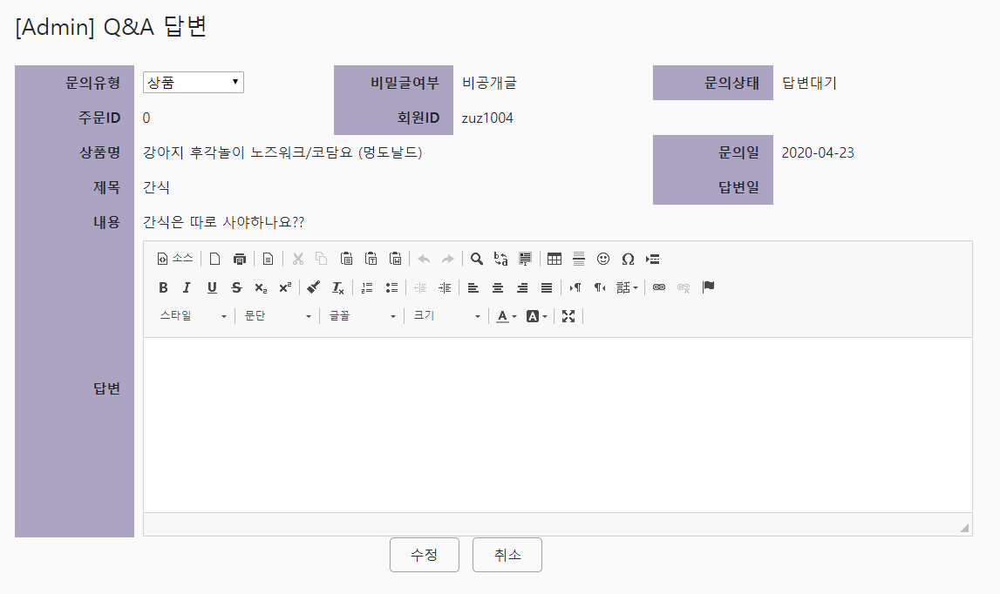 [Admin] Q&A 답변
문의유형 상품 비밀글여부 비공개글 문의상태 답변대기
주문ID 0 회원ID zuz1004
상품명 강아지 후각놀이 노즈워크/코담요 (멍도날드) 문의일 2020-04-23
제목 간식 답변일
내용 간식은 따로 사야하나요??
소스
B I U S x₂ x² Tx
스타일 문단 글꼴 크기 A A
답변
수정 취소